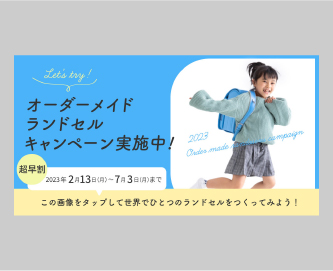 Let's try!
オーダーメイド
ランドセル
キャンペーン実施中!
2023
Order made campaign
超早割
2023年2月13日(月)~7月3日(月)まで
この画像をタップして世界でひとつのランドセルをつくってみよう!